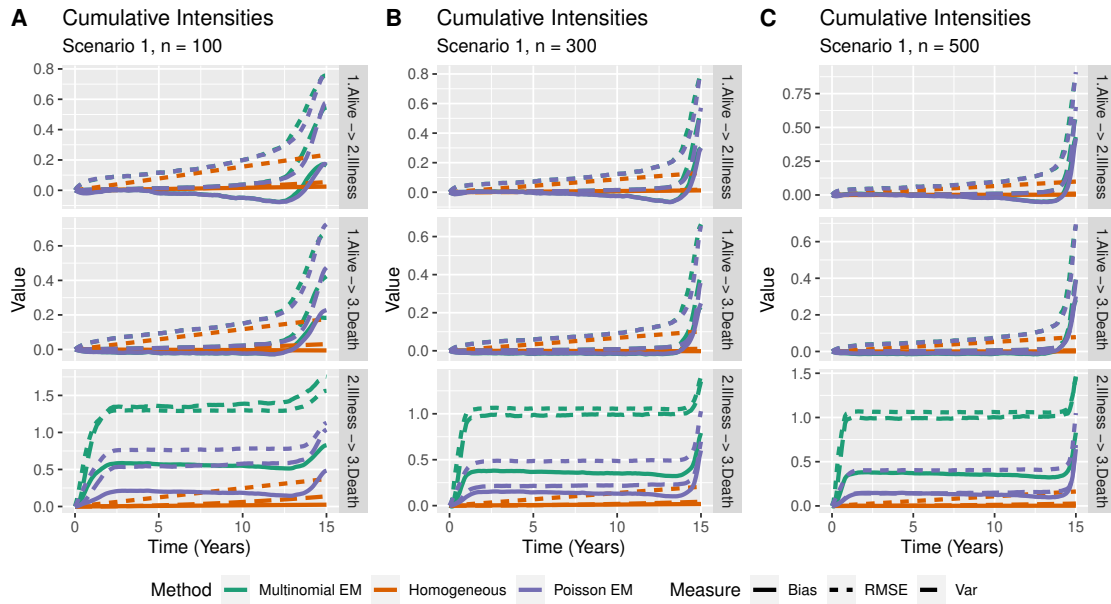 A
Cumulative Intensities
Scenario 1, n = 100
0.8
0.6
0.4
0.2
0.0
1.Alive -> 2.Illness
0.6
0.4
0.2
0.0
1.Alive -> 3.Death
1.5
1.0
0.5
0.0
2.Illness -> 3.Death
Value
0 5 10 15
Time (Years)
B
Cumulative Intensities
Scenario 1, n = 300
0.8
0.6
0.4
0.2
0.0
1.Alive -> 2.Illness
0.6
0.4
0.2
0.0
1.Alive -> 3.Death
1.0
0.5
0.0
2.Illness -> 3.Death
Value
0 5 10 15
Time (Years)
C
Cumulative Intensities
Scenario 1, n = 500
0.75
0.50
0.25
0.00
1.Alive -> 2.Illness
0.6
0.4
0.2
0.0
1.Alive -> 3.Death
1.5
1.0
0.5
0.0
2.Illness -> 3.Death
Value
0 5 10 15
Time (Years)
Method Multinomial EM Homogeneous Poisson EM Measure Bias RMSE Var